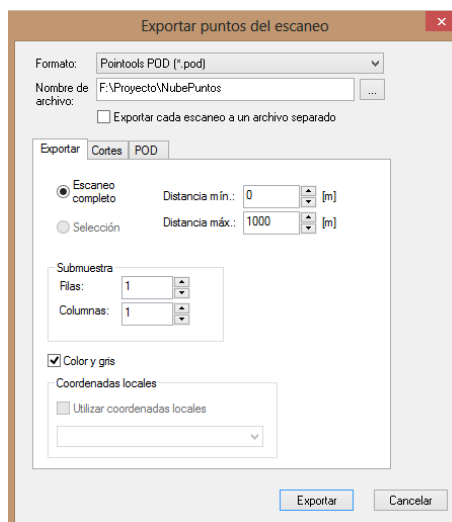 Exportar puntos del escaneo
x
Formato: Pointools POD (*.pod)
Nombre de archivo: F:\Proyecto\NubePuntos ...
Exportar cada escaneo a un archivo separado
Exportar Cortes POD
Escaneo completo
Distancia mín.: 0 [m]
Selección
Distancia máx.: 1000 [m]
Submuestra
Filas: 1
Columnas: 1
Color y gris
Coordenadas locales
Utilizar coordenadas locales
Exportar Cancelar